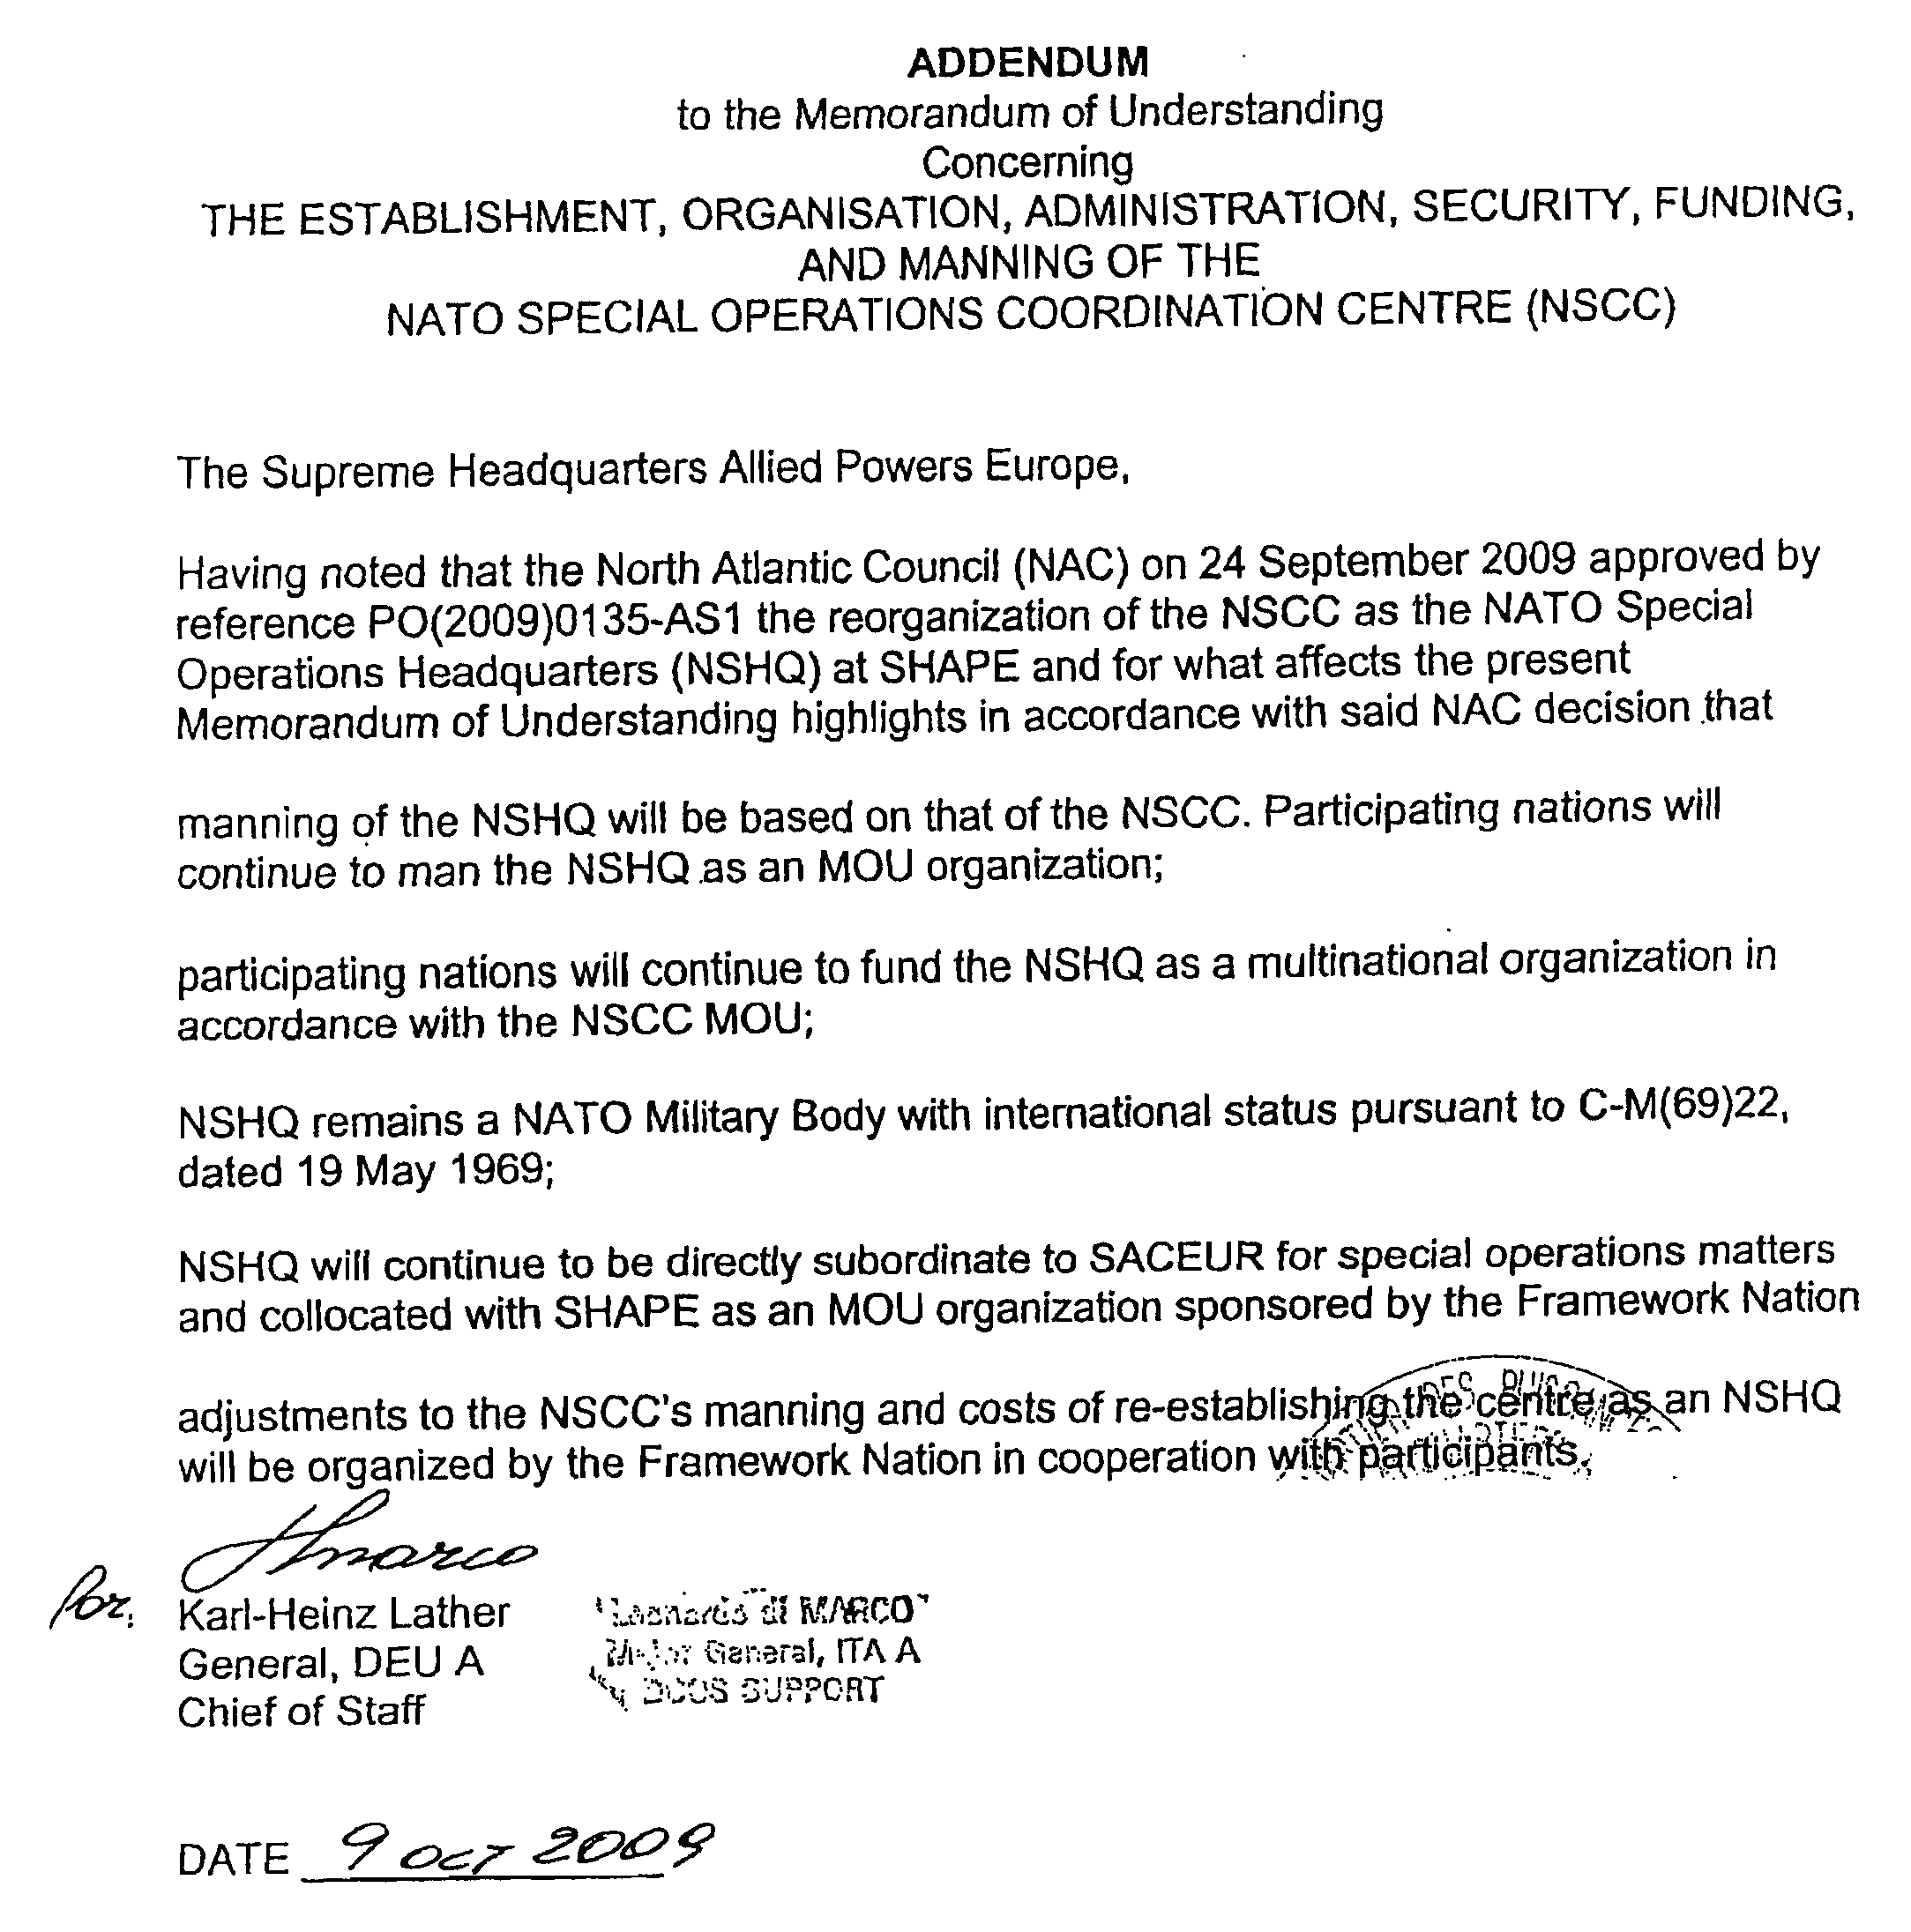 ADDENDUM
to the Memorandum of Understanding
Concerning
THE ESTABLISHMENT, ORGANISATION, ADMINISTRATION, SECURITY, FUNDING,
AND MANNING OF THE
NATO SPECIAL OPERATIONS COORDINATION CENTRE (NSCC)
The Supreme Headquarters Allied Powers Europe,
Having noted that the North Atlantic Council (NAC) on 24 September 2009 approved by
reference PO(2009)0135-AS1 the reorganization of the NSCC as the NATO Special
Operations Headquarters (NSHQ) at SHAPE and for what affects the present
Memorandum of Understanding highlights in accordance with said NAC decision that
manning of the NSHQ will be based on that of the NSCC. Participating nations will
continue to man the NSHQ as an MOU organization;
participating nations will continue to fund the NSHQ as a multinational organization in
accordance with the NSCC MOU;
NSHQ remains a NATO Military Body with international status pursuant to C-M(69)22,
dated 19 May 1969;
NSHQ will continue to be directly subordinate to SACEUR for special operations matters
and collocated with SHAPE as an MOU organization sponsored by the Framework Nation
adjustments to the NSCC's manning and costs of re-establishing the centre as an NSHQ
will be organized by the Framework Nation in cooperation with participants.
for:
Karl-Heinz Lather
General, DEU A
Chief of Staff
Leonardo di MARCO
Major General, ITA A
DCOS SUPPORT
DATE 9 OCT 2009